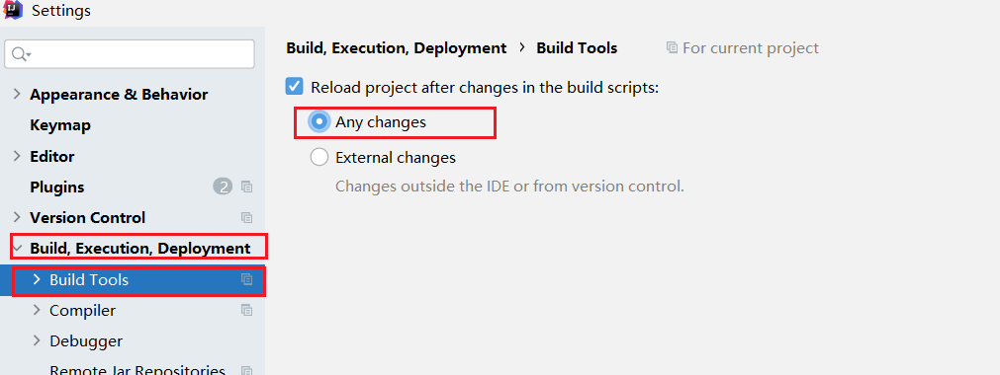 Settings
Build, Execution, Deployment › Build Tools For current project
Appearance & Behavior
Keymap
Editor
Plugins 2
Version Control
Build, Execution, Deployment
Build Tools
Compiler
Debugger
Remote Jar Repositories
Reload project after changes in the build scripts:
Any changes
External changes
Changes outside the IDE or from version control.